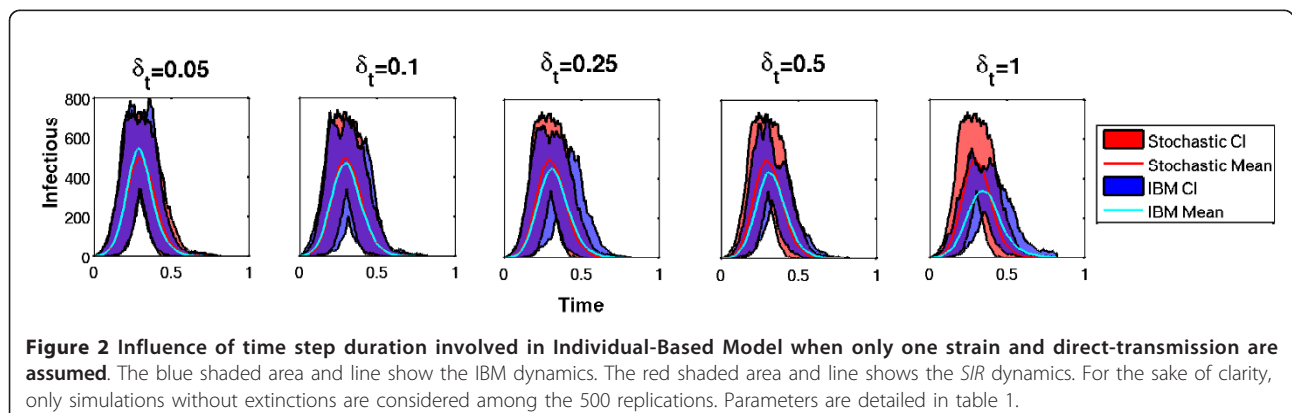 δt=0.05 δt=0.1 δt=0.25 δt=0.5 δt=1
800
600
400
200
0
Infectious
0 0.5 1 0 0.5 1 0 0.5 1 0 0.5 1 0 0.5 1
Time
Stochastic CI
Stochastic Mean
IBM CI
IBM Mean
Figure 2 Influence of time step duration involved in Individual-Based Model when only one strain and direct-transmission are
assumed. The blue shaded area and line show the IBM dynamics. The red shaded area and line shows the SIR dynamics. For the sake of clarity,
only simulations without extinctions are considered among the 500 replications. Parameters are detailed in table 1.